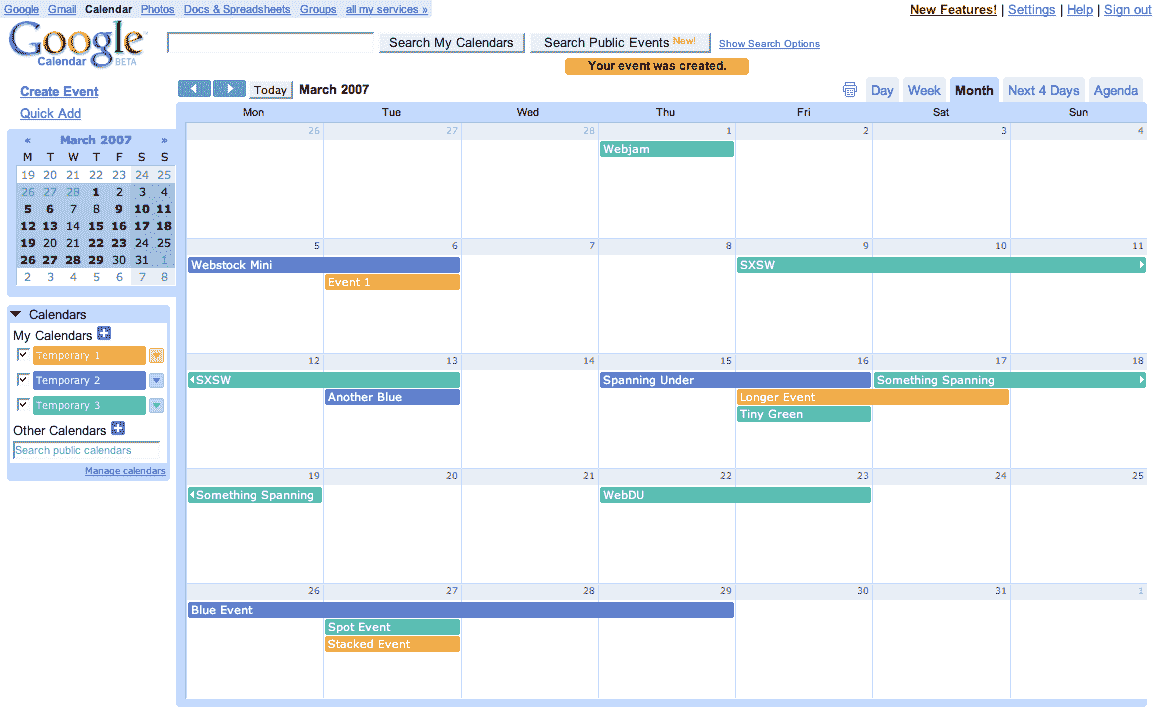 Google Gmail Calendar Photos Docs & Spreadsheets Groups all my services »
New Features! | Settings | Help | Sign out
Google
Calendar BETA
Search My Calendars
Search Public Events New!
Show Search Options
Your event was created.
Create Event
Quick Add
Today
March 2007
Day
Week
Month
Next 4 Days
Agenda
« March 2007 »
M T W T F S S
19 20 21 22 23 24 25
26 27 28 1 2 3 4
5 6 7 8 9 10 11
12 13 14 15 16 17 18
19 20 21 22 23 24 25
26 27 28 29 30 31 1
2 3 4 5 6 7 8
Calendars
My Calendars
Temporary 1
Temporary 2
Temporary 3
Other Calendars
Search public calendars
Manage calendars
Mon Tue Wed Thu Fri Sat Sun
26 27 28 1 2 3 4
Webjam
5 6 7 8 9 10 11
Webstock Mini
SXSW
Event 1
12 13 14 15 16 17 18
SXSW
Spanning Under
Something Spanning
Another Blue
Longer Event
Tiny Green
19 20 21 22 23 24 25
Something Spanning
WebDU
26 27 28 29 30 31 1
Blue Event
Spot Event
Stacked Event